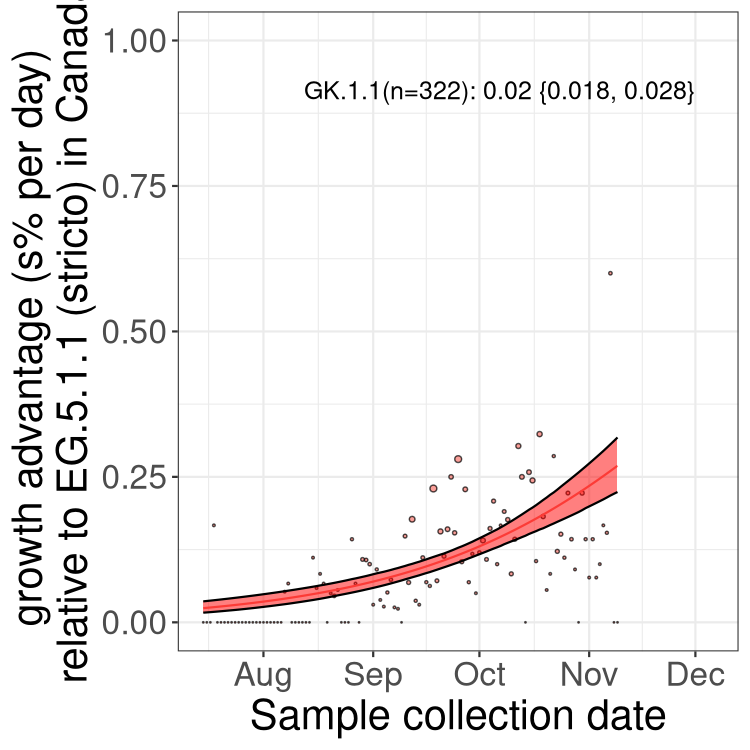 growth advantage (s% per day)
relative to EG.5.1.1 (stricto) in Canada
1.00
0.75
0.50
0.25
0.00
GK.1.1(n=322): 0.02 {0.018, 0.028}
Aug Sep Oct Nov Dec
Sample collection date